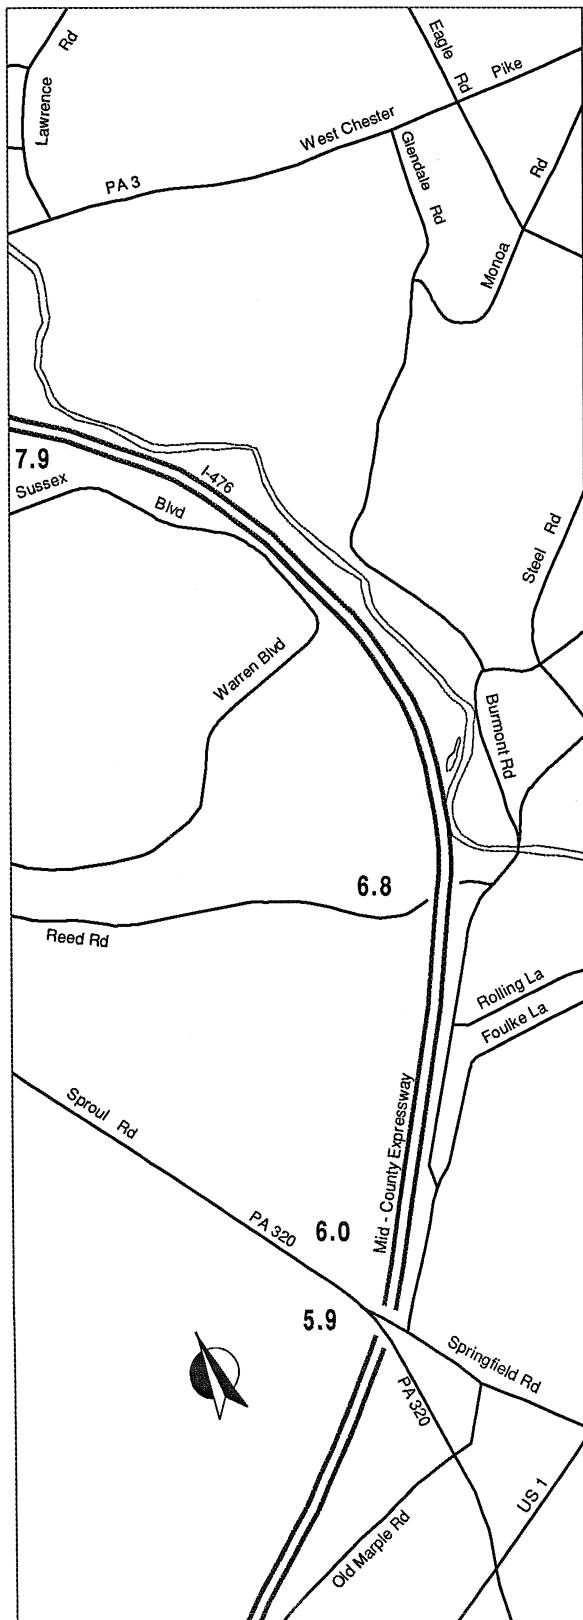 Lawrence Rd
Eagle Rd
Pike
West Chester
PA 3
Glendale Rd
Monoa Rd
7.9
Sussex Blvd
I-476
Steel Rd
Warren Blvd
Burmont Rd
6.8
Reed Rd
Rolling La
Foulke La
Sproul Rd
Mid - County Expressway
PA 320
6.0
5.9
Springfield Rd
PA 320
US 1
Old Marple Rd